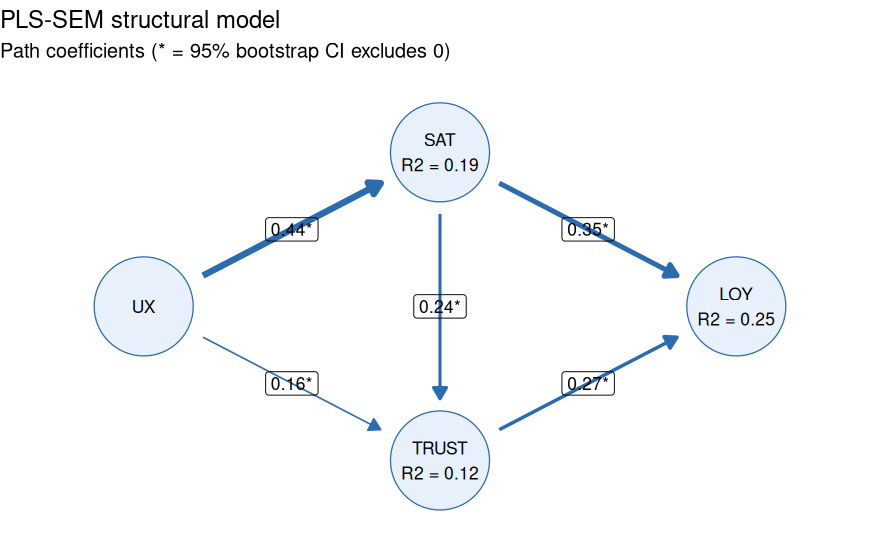 PLS-SEM structural model
Path coefficients (* = 95% bootstrap CI excludes 0)
SAT
R2 = 0.19
0.44*
0.35*
UX
0.24*
LOY
R2 = 0.25
0.16*
0.27*
TRUST
R2 = 0.12